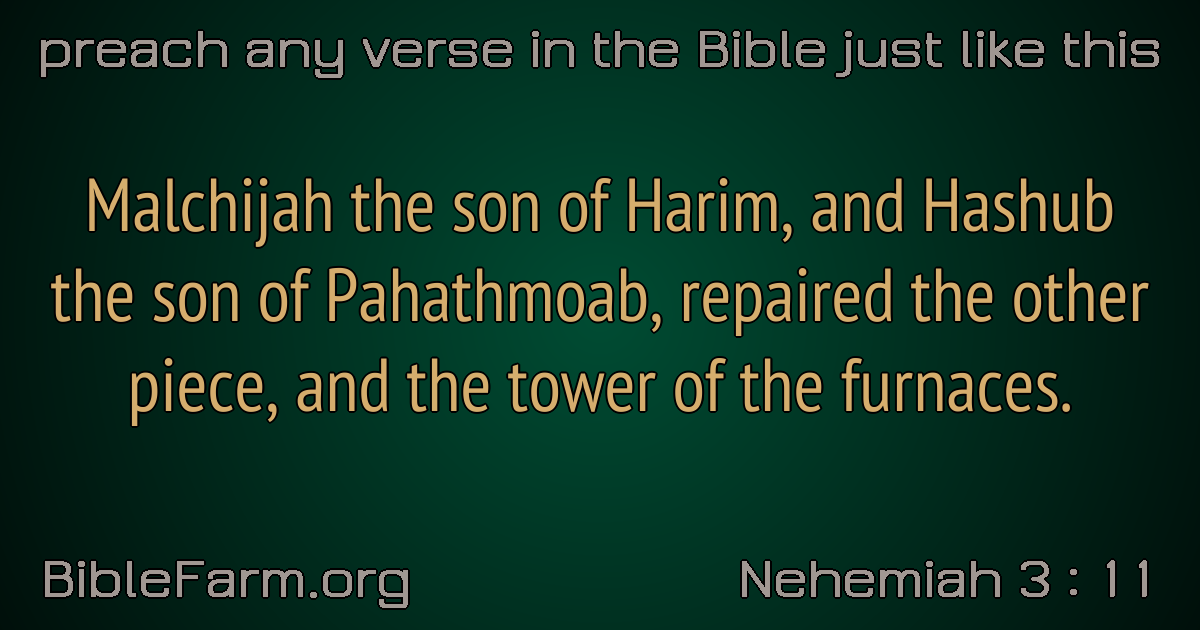 preach any verse in the Bible just like this
Malchijah the son of Harim, and Hashub
the son of Pahathmoab, repaired the other
piece, and the tower of the furnaces.
BibleFarm.org
Nehemiah 3 : 11